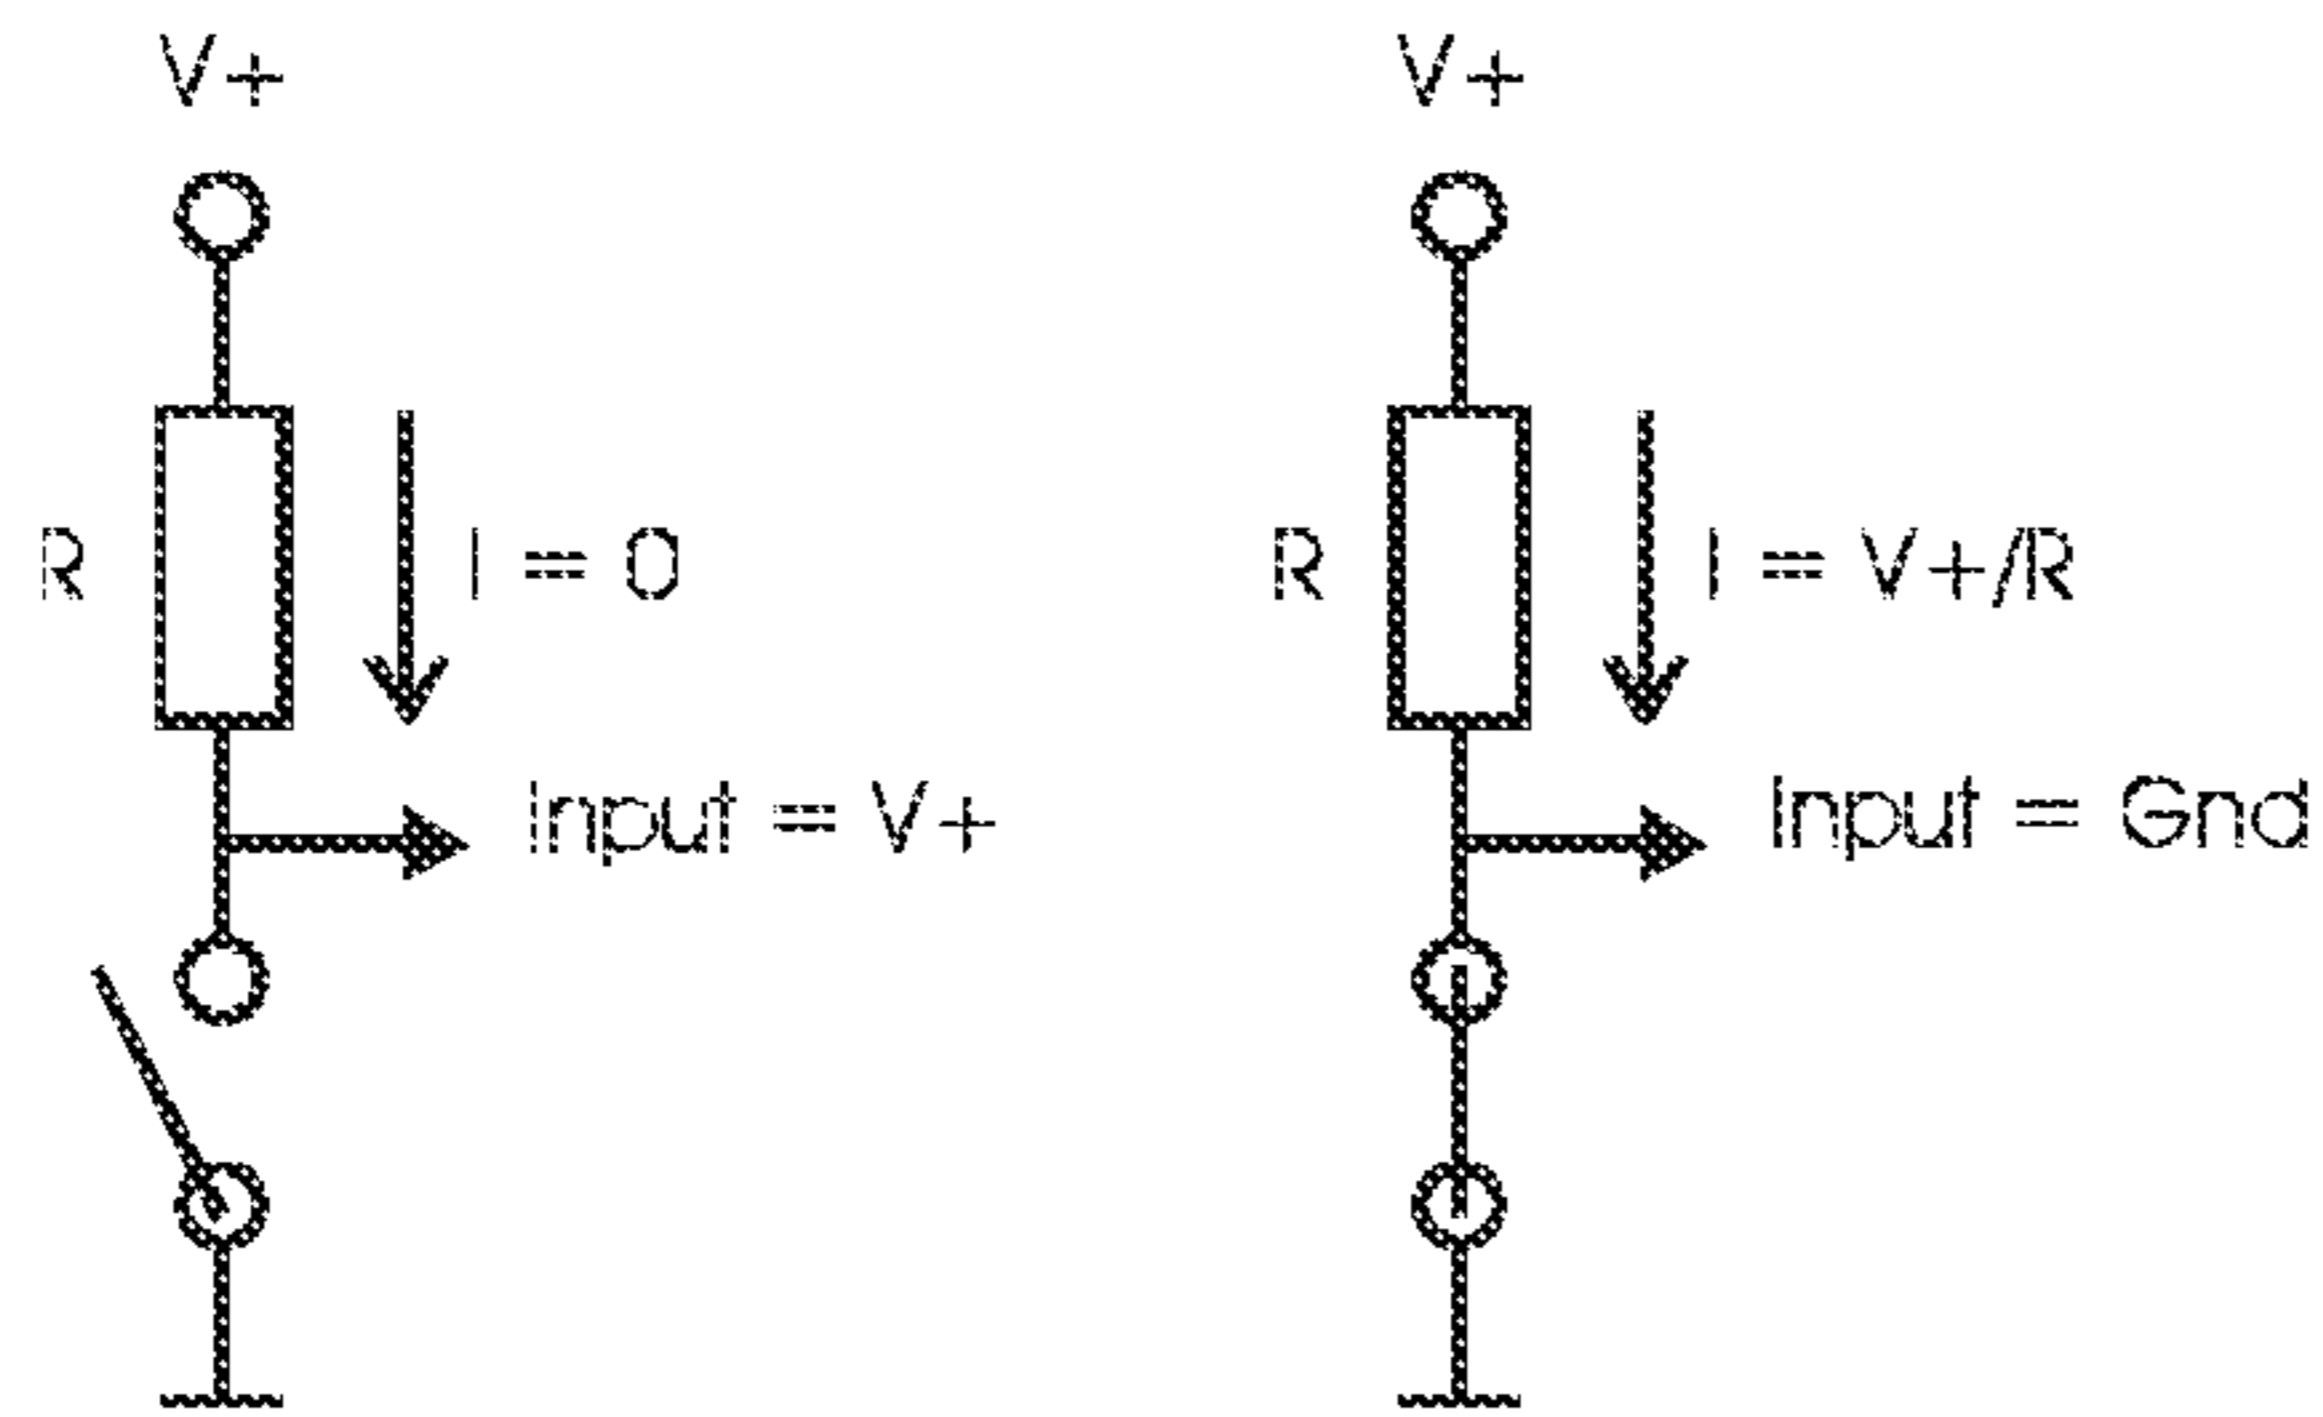 V+
V+
R
I = 0
R
I = V+/R
Input = V+
Input = Gnd